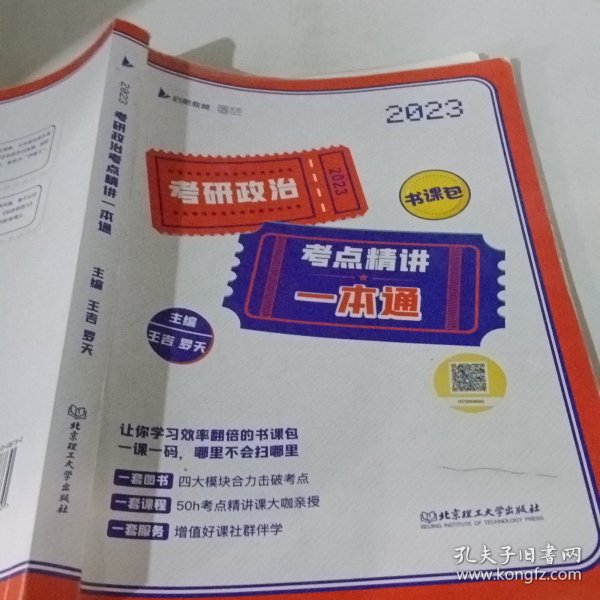 2023 考研政治考点精讲一本通
主编 王吉 罗天
北京理工大学出版社
启航教育
2023
考研政治
2023
书课包
考点精讲
一本通
主编
王吉 罗天
让你学习效率翻倍的书课包
一课一码,哪里不会扫哪里
一套图书 四大模块合力击破考点
一套课程 50h考点精讲课大咖亲授
一套服务 增值好课社群伴学
北京理工大学出版社
BEIJING INSTITUTE OF TECHNOLOGY PRESS
孔夫子旧书网
www.kongfz.com